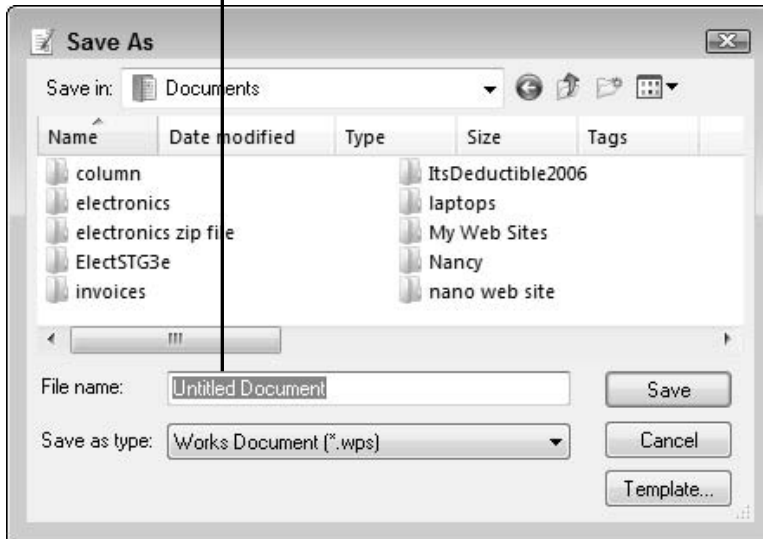 Save As
Save in: Documents
Name Date modified Type Size Tags
column ItsDeductible2006
electronics laptops
electronics zip file My Web Sites
ElectSTG3e Nancy
invoices nano web site
File name: Untitled Document Save
Save as type: Works Document (*.wps) Cancel
Template...